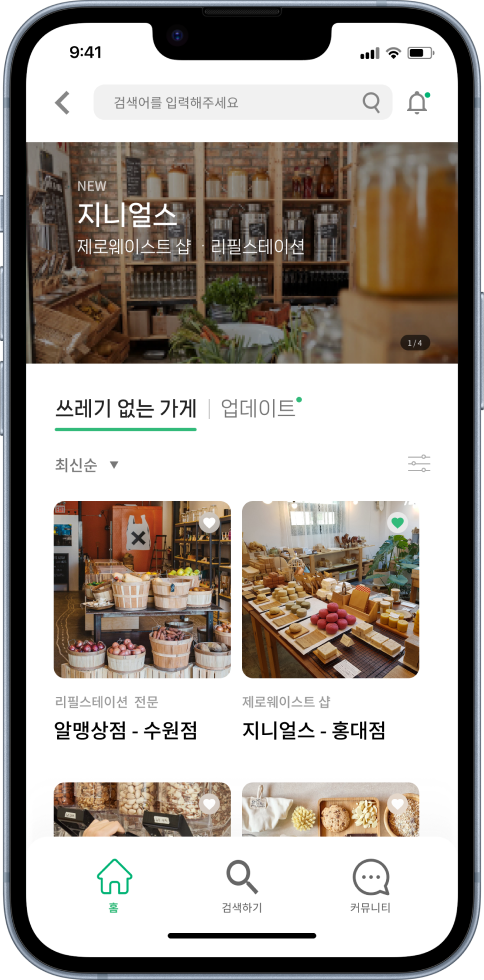 9:41
검색어를 입력해주세요
NEW
지니얼스
제로웨이스트 샵 · 리필스테이션
1 / 4
쓰레기 없는 가게 | 업데이트
최신순 ▼
리필스테이션 전문
알맹상점 - 수원점
제로웨이스트 샵
지니얼스 - 홍대점
홈
검색하기
커뮤니티